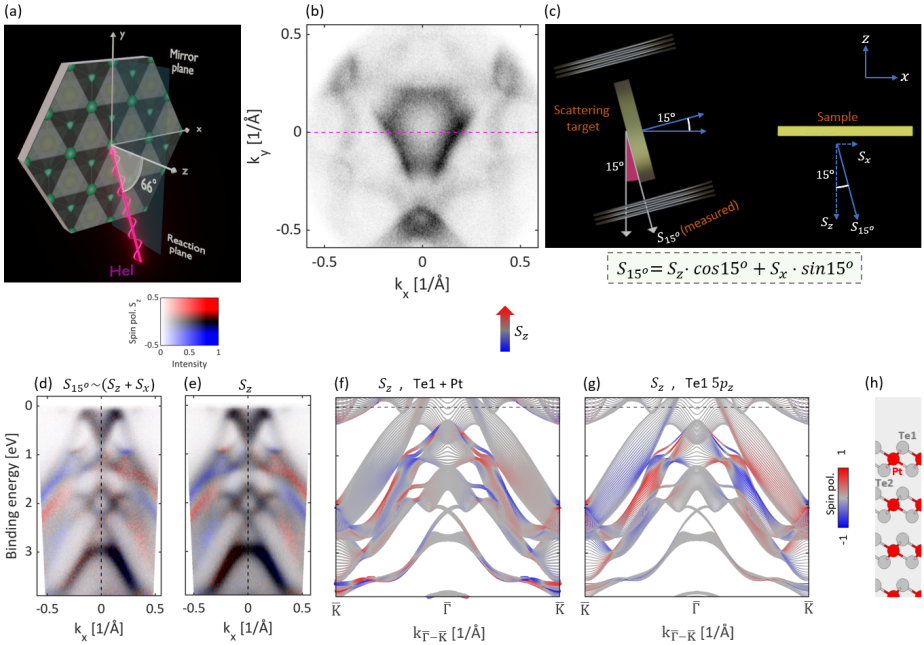 (a)
y
Mirror
plane
x
z
66°
Reaction
plane
HeI
(b)
0.5
0
-0.5
k_y [1/Å]
-0.5
0
0.5
k_x [1/Å]
(c)
z
x
Scattering
target
15°
15°
S_15° (measured)
Sample
S_x
15°
S_z
S_15°
S_15° = S_z · cos15° + S_x · sin15°
Spin pol. S_z
0.5
0
-0.5
0
0.5
1
Intensity
S_z
(d)
S_15°~(S_z + S_x)
Binding energy [eV]
0
1
2
3
-0.5
0
0.5
k_x [1/Å]
(e)
S_z
-0.5
0
0.5
k_x [1/Å]
(f)
S_z , Te1 + Pt
K̅
Γ̅
K̅
k_Γ̅−K̅ [1/Å]
(g)
S_z , Te1 5p_z
K̅
Γ̅
K̅
k_Γ̅−K̅ [1/Å]
Spin pol.
-1
1
(h)
Te1
Pt
Te2